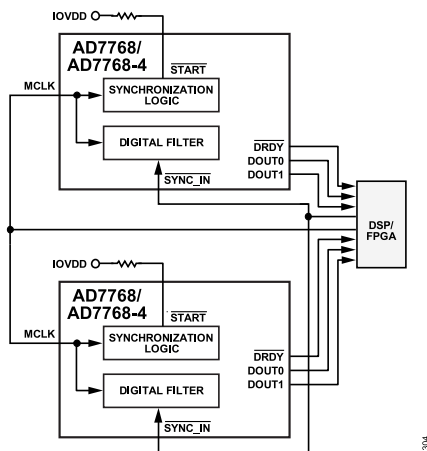 IOVDD
AD7768/
AD7768-4
START
MCLK
SYNCHRONIZATION
LOGIC
DIGITAL FILTER
DRDY
DOUT0
DOUT1
SYNC_IN
DSP/
FPGA
IOVDD
AD7768/
AD7768-4
START
MCLK
SYNCHRONIZATION
LOGIC
DRDY
DOUT0
DOUT1
DIGITAL FILTER
SYNC_IN
304